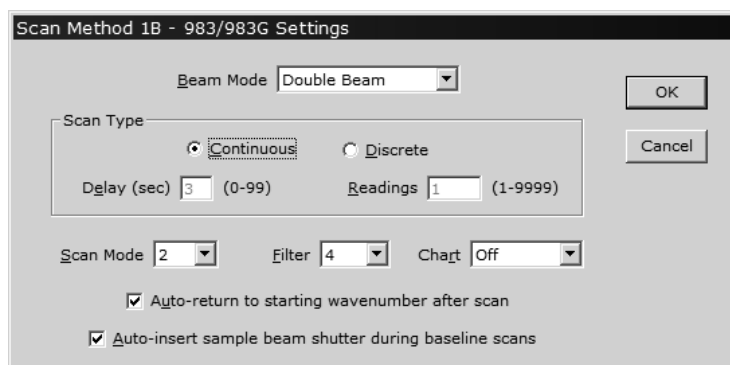 Scan Method 1B - 983/983G Settings
Beam Mode Double Beam
OK
Scan Type
Continuous Discrete
Cancel
Delay (sec) 3 (0-99) Readings 1 (1-9999)
Scan Mode 2 Filter 4 Chart Off
Auto-return to starting wavenumber after scan
Auto-insert sample beam shutter during baseline scans